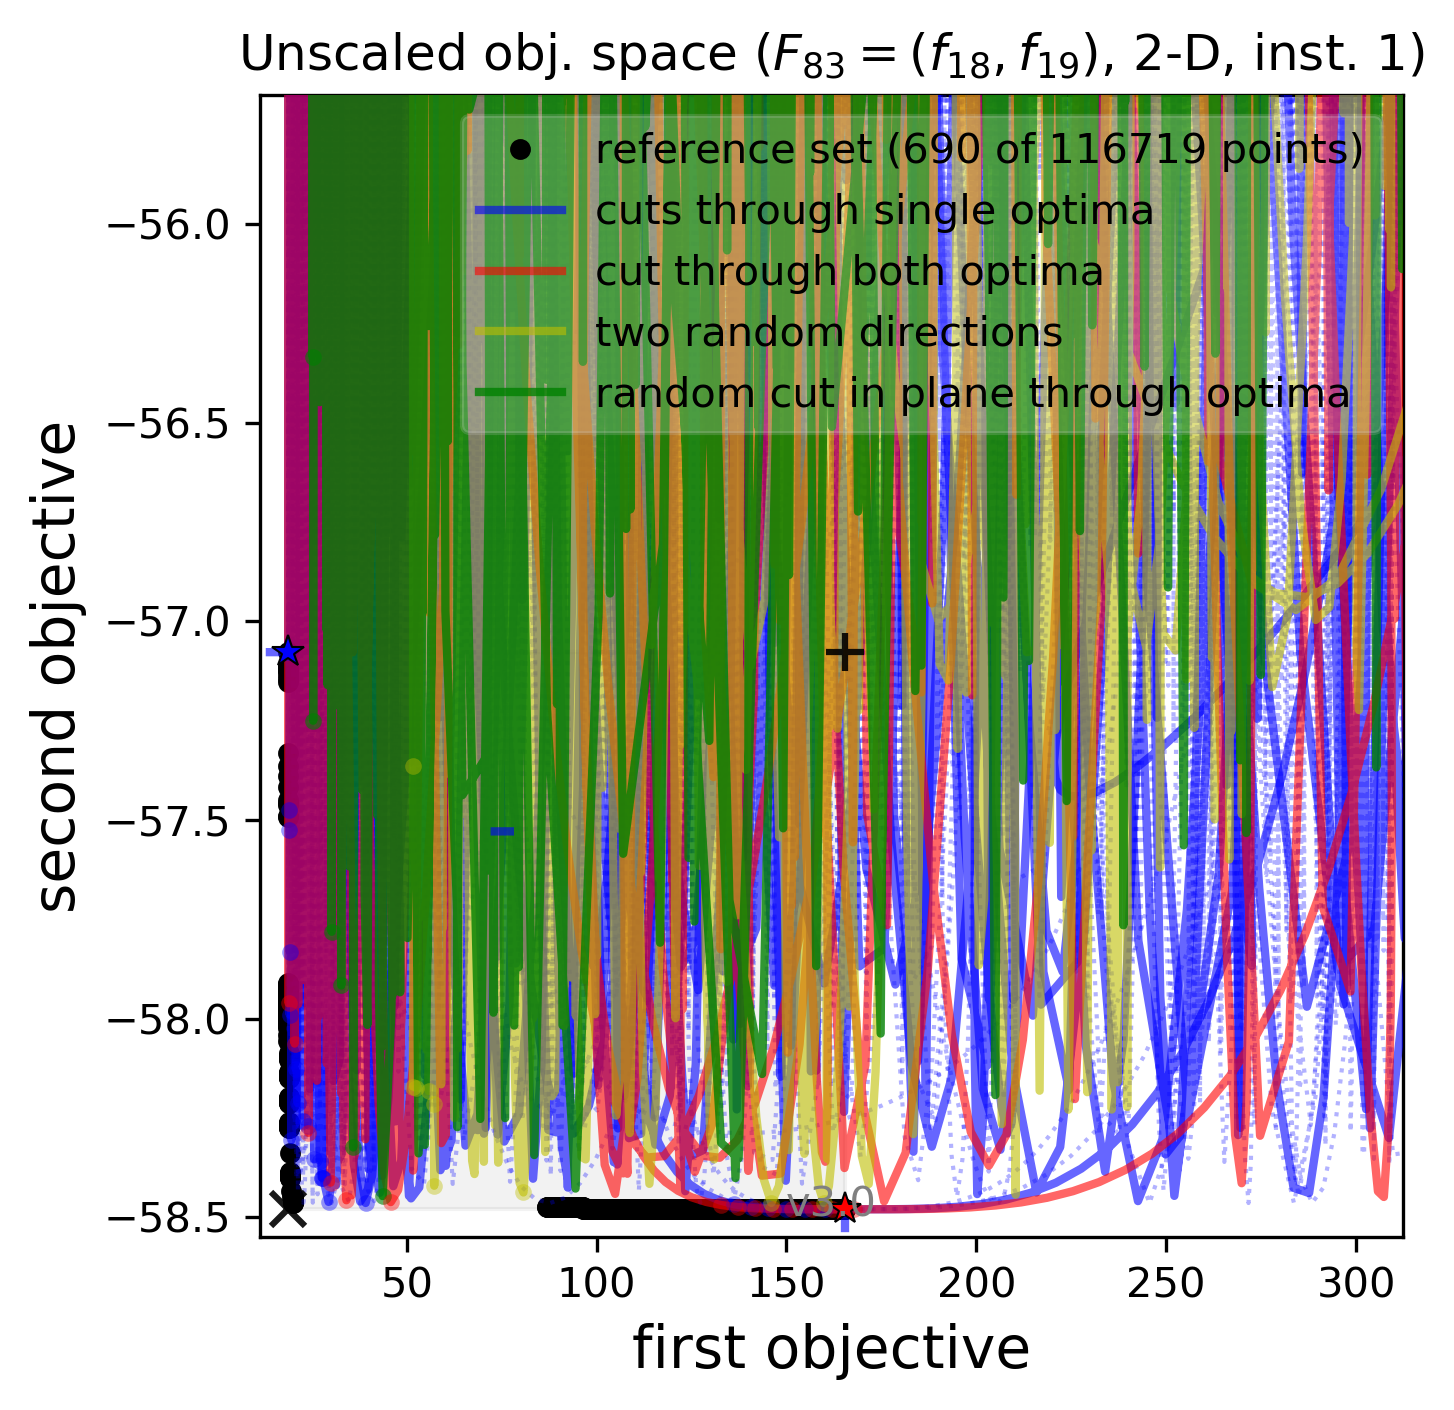 Unscaled obj. space (F₈₃ = (f₁₈, f₁₉), 2-D, inst. 1)
reference set (690 of 116719 points)
cuts through single optima
cut through both optima
two random directions
random cut in plane through optima
second objective
−56.0
−56.5
−57.0
−57.5
−58.0
−58.5
v3.0
50 100 150 200 250 300
first objective